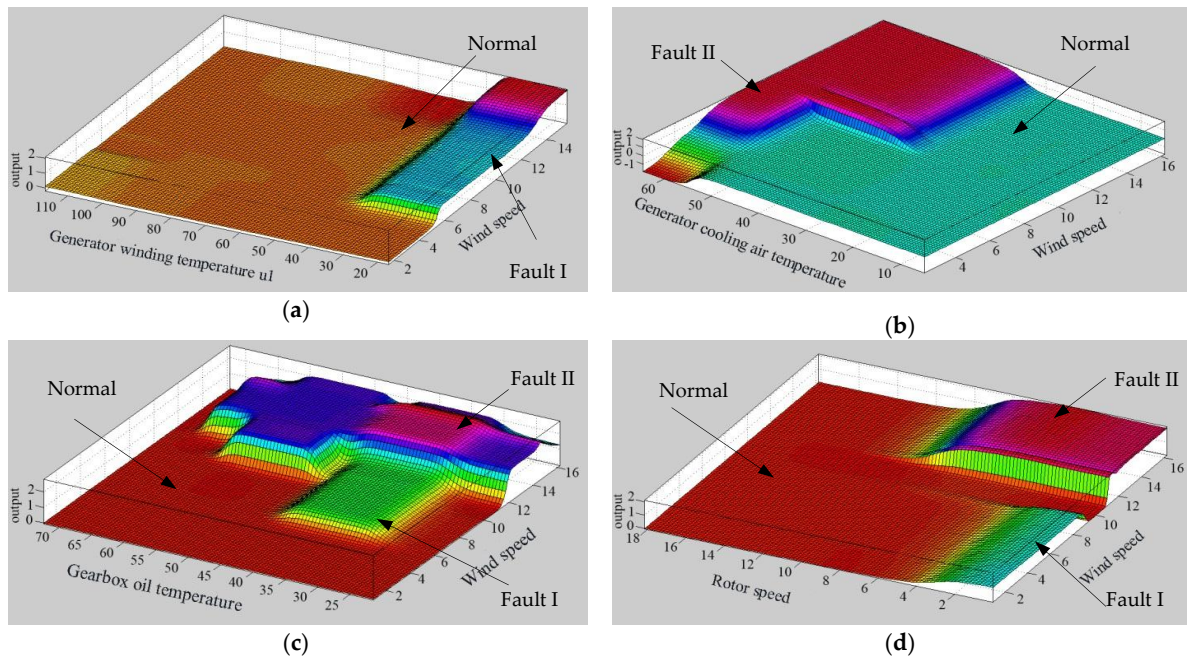 Normal
output
2
1
0
110 100 90 80 70 60 50 40 30 20
Generator winding temperature u1
2 4 6 8 10 12 14
Wind speed
Fault I
(a)
Fault II
Normal
output
2
1
0
-1
60 50 40 30 20 10
Generator cooling air temperature
4 6 8 10 12 14 16
Wind speed
(b)
Normal
Fault II
output
2
1
0
70 65 60 55 50 45 40 35 30 25
Gearbox oil temperature
2 4 6 8 10 12 14 16
Wind speed
Fault I
(c)
Normal
Fault II
output
2
1
0
18 16 14 12 10 8 6 4 2
Rotor speed
2 4 6 8 10 12 14 16
Wind speed
Fault I
(d)